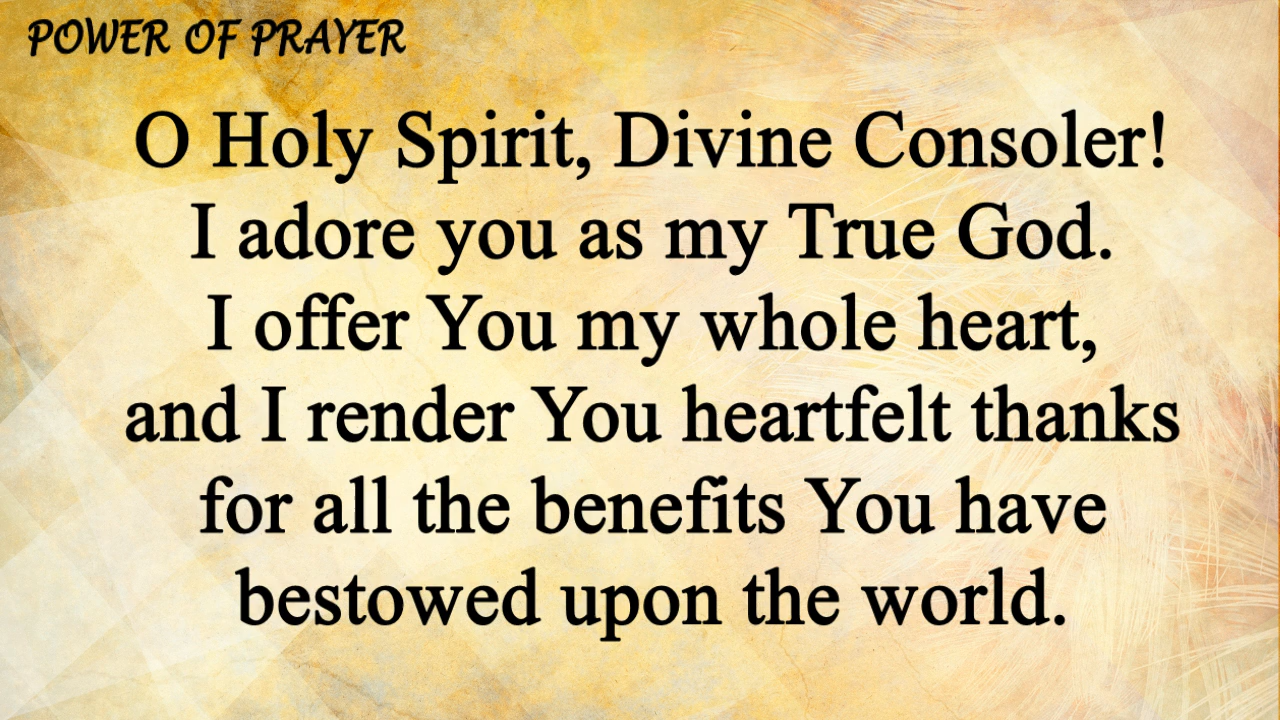 POWER OF PRAYER
O Holy Spirit, Divine Consoler!
I adore you as my True God.
I offer You my whole heart,
and I render You heartfelt thanks
for all the benefits You have
bestowed upon the world.